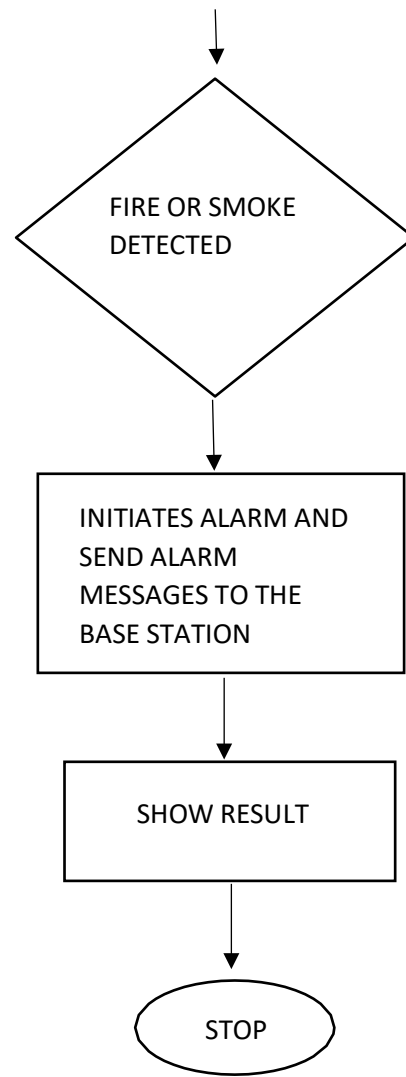 FIRE OR SMOKE
DETECTED
INITIATES ALARM AND
SEND ALARM
MESSAGES TO THE
BASE STATION
SHOW RESULT
STOP